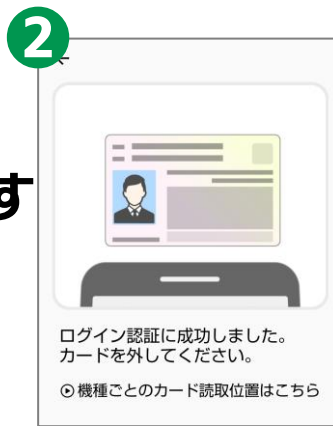 2
す
ログイン認証に成功しました。
カードを外してください。
機種ごとのカード読取位置はこちら